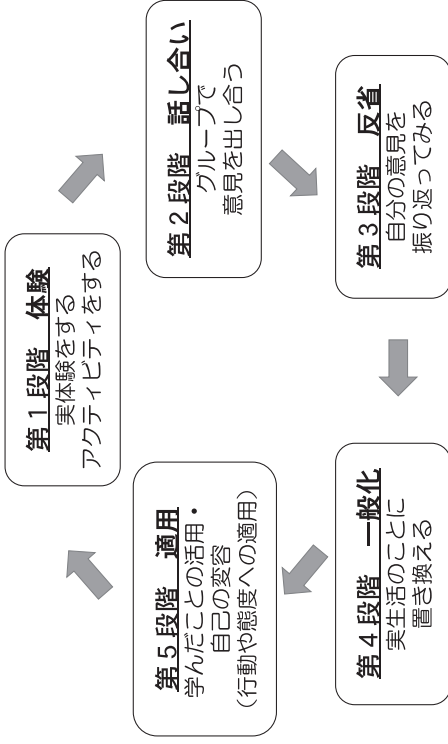 第1段階　体験
実体験をする
アクティビティをする
第2段階　話し合い
グループで
意見を出し合う
第3段階　反省
自分の意見を
振り返ってみる
第4段階　一般化
実生活のことに
置き換える
第5段階　適用
学んだことの活用・
自己の変容
（行動や態度への適用）